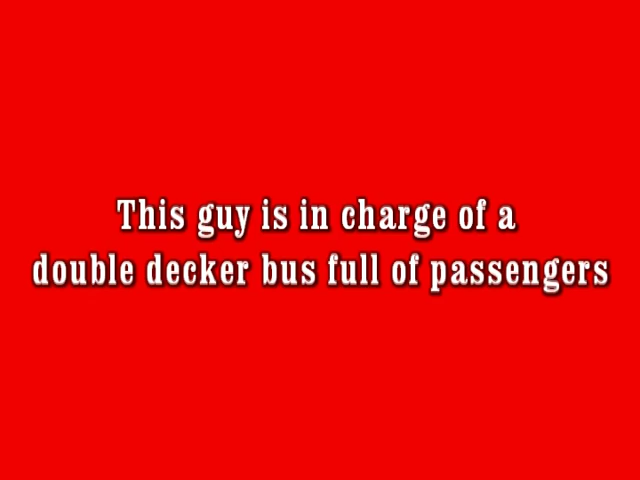 This guy is in charge of a
double decker bus full of passengers